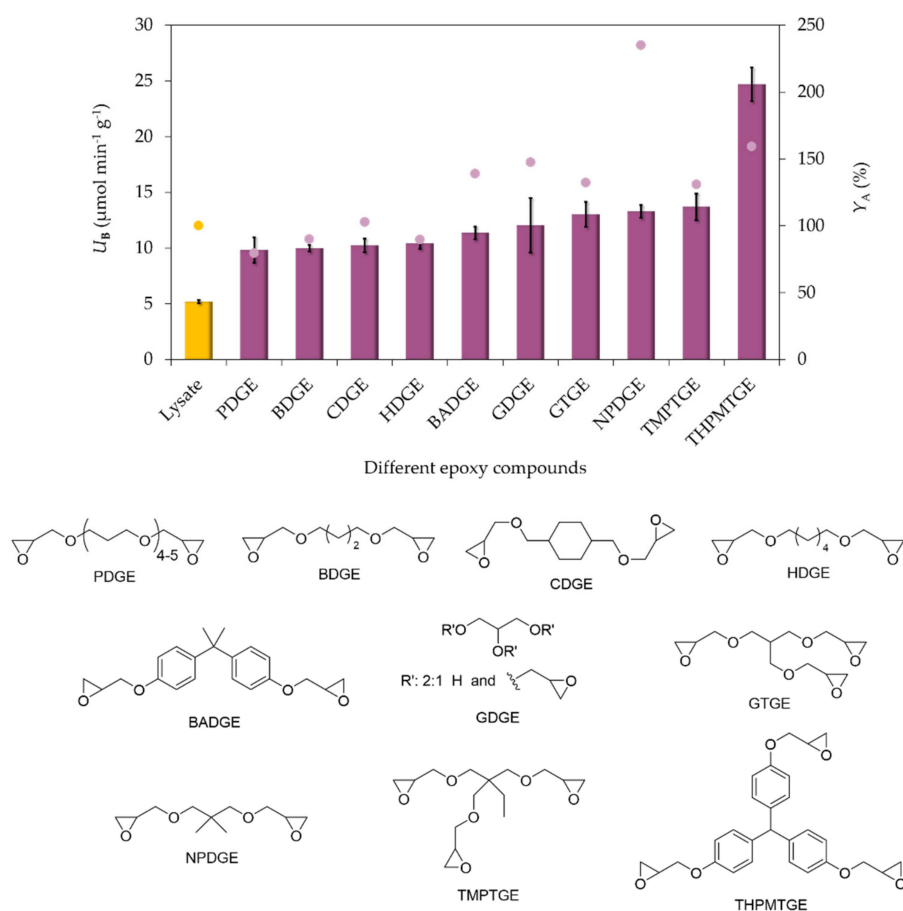 30
25
20
15
10
5
0
U_B (µmol min⁻¹ g⁻¹)
250
200
150
100
50
0
Y_A (%)
Lysate
PDGE
BDGE
CDGE
HDGE
BADGE
GDGE
GTGE
NPDGE
TMPTGE
THPMTGE
Different epoxy compounds
O O O 4-5 O
PDGE
O O 2 O O
BDGE
O O O O
CDGE
O O 4 O O
HDGE
O O O O
BADGE
R'O OR'
OR'
R': 2:1 H and O
GDGE
O O O O
O O
GTGE
O O O O
NPDGE
O O O O
O
O
TMPTGE
O O
O O O O
THPMTGE